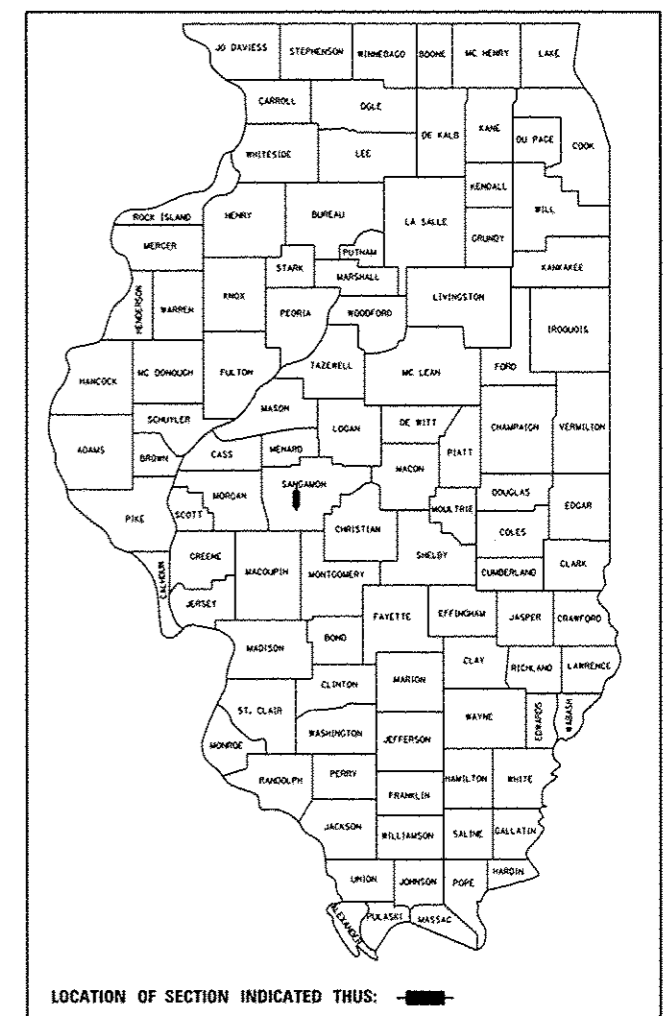 JO DAVIESS
STEPHENSON
WINNEBAGO
BOONE
MC HENRY
LAKE
CARROLL
OGLE
DE KALB
KANE
DU PAGE
COOK
WHITESIDE
LEE
KENDALL
WILL
ROCK ISLAND
HENRY
BUREAU
LA SALLE
GRUNDY
MERCER
PUTNAM
KANKAKEE
STARK
MARSHALL
HENDERSON
WARREN
KNOX
PEORIA
WOODFORD
LIVINGSTON
IROQUOIS
HANCOCK
MC DONOUGH
FULTON
TAZEWELL
MC LEAN
FORD
MASON
SCHUYLER
LOGAN
DE WITT
CHAMPAIGN
VERMILION
ADAMS
BROWN
CASS
MENARD
MACON
PIATT
SANGAMON
MORGAN
DOUGLAS
PIKE
SCOTT
CHRISTIAN
MOULTRIE
EDGAR
COLES
SHELBY
GREENE
MACOUPIN
MONTGOMERY
CUMBERLAND
CLARK
CALHOUN
JERSEY
FAYETTE
EFFINGHAM
JASPER
CRAWFORD
MADISON
BOND
CLAY
RICHLAND
LAWRENCE
CLINTON
MARION
ST. CLAIR
WAYNE
EDWARDS
WABASH
WASHINGTON
JEFFERSON
MONROE
RANDOLPH
PERRY
HAMILTON
WHITE
FRANKLIN
JACKSON
WILLIAMSON
SALINE
GALLATIN
UNION
JOHNSON
POPE
HARDIN
ALEXANDER
PULASKI
MASSAC
LOCATION OF SECTION INDICATED THUS: